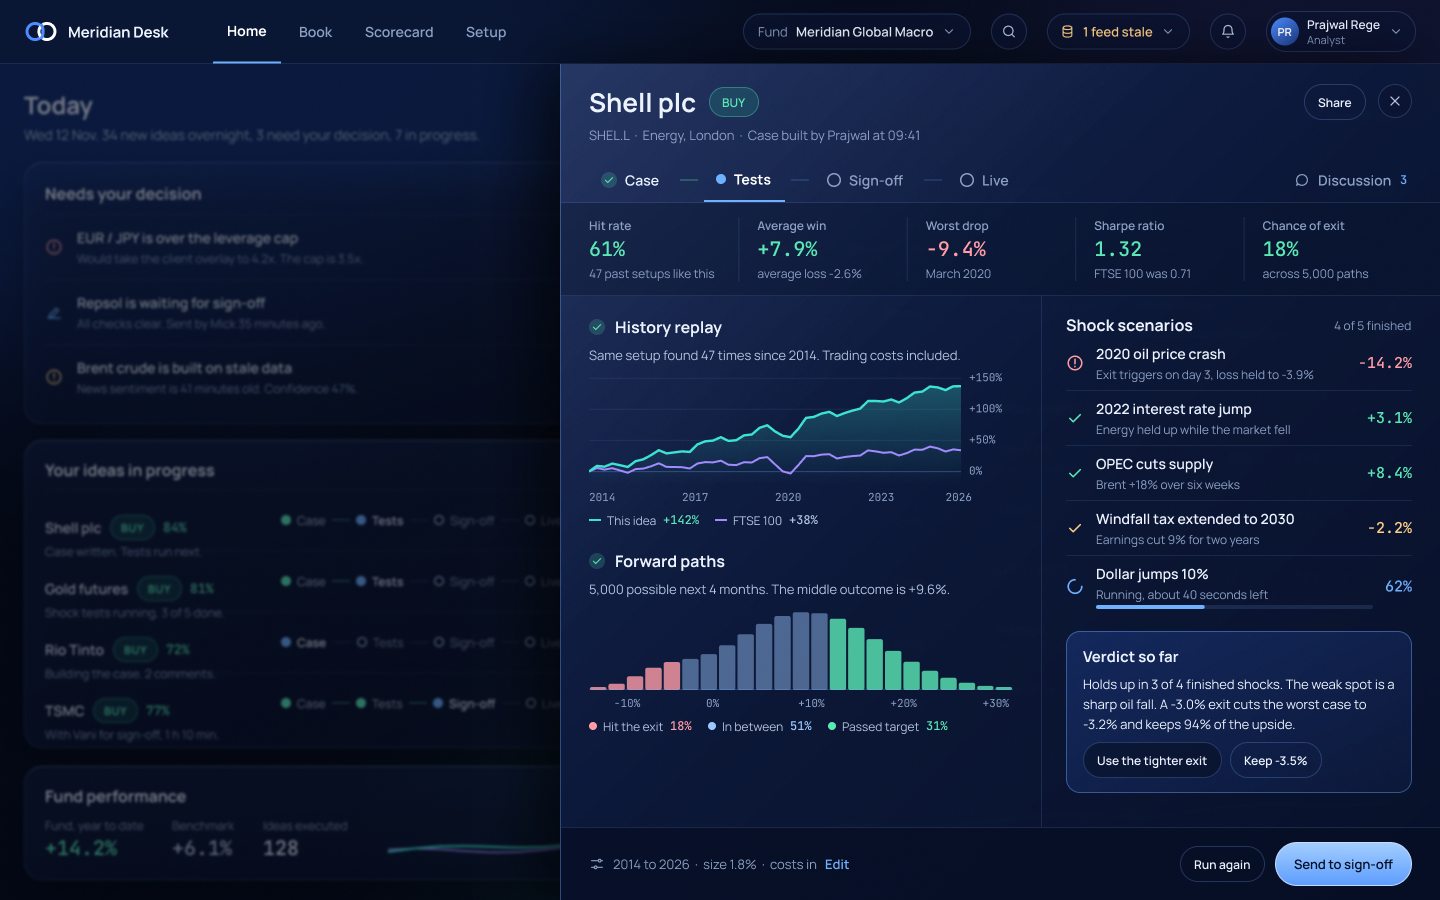 Meridian Desk
Home
Book
Scorecard
Setup
Fund Meridian Global Macro
1 feed stale
PR
Prajwal Rege
Analyst
Today
Wed 12 Nov. 34 new ideas overnight, 3 need your decision, 7 in progress.
Needs your decision
EUR / JPY is over the leverage cap
Would take the client overlay to 4.2x. The cap is 3.5x.
Repsol is waiting for sign-off
All checks clear. Sent by Mick 35 minutes ago.
Brent crude is built on stale data
News sentiment is 41 minutes old. Confidence 47%.
Your ideas in progress
Shell plc BUY 84%
Case Tests Sign-off Live
Case written. Tests run next.
Gold futures BUY 81%
Case Tests Sign-off
Shock tests running. 3 of 5 done.
Rio Tinto BUY 72%
Case Tests Sign-off
Building the case. 2 comments.
TSMC BUY 77%
Case Tests Sign-off
With Vani for sign-off, 1 h 10 min.
Fund performance
Fund, year to date
+14.2%
Benchmark
+6.1%
Ideas executed
128
Shell plc BUY
Share
SHEL.L · Energy, London · Case built by Prajwal at 09:41
Case
Tests
Sign-off
Live
Discussion 3
Hit rate
61%
47 past setups like this
Average win
+7.9%
average loss -2.6%
Worst drop
-9.4%
March 2020
Sharpe ratio
1.32
FTSE 100 was 0.71
Chance of exit
18%
across 5,000 paths
History replay
Same setup found 47 times since 2014. Trading costs included.
+150%
+100%
+50%
0%
2014 2017 2020 2023 2026
This idea +142% FTSE 100 +38%
Forward paths
5,000 possible next 4 months. The middle outcome is +9.6%.
-10% 0% +10% +20% +30%
Hit the exit 18% In between 51% Passed target 31%
Shock scenarios
4 of 5 finished
2020 oil price crash
Exit triggers on day 3, loss held to -3.9%
-14.2%
2022 interest rate jump
Energy held up while the market fell
+3.1%
OPEC cuts supply
Brent +18% over six weeks
+8.4%
Windfall tax extended to 2030
Earnings cut 9% for two years
-2.2%
Dollar jumps 10%
Running, about 40 seconds left
62%
Verdict so far
Holds up in 3 of 4 finished shocks. The weak spot is a
sharp oil fall. A -3.0% exit cuts the worst case to
-3.2% and keeps 94% of the upside.
Use the tighter exit
Keep -3.5%
2014 to 2026 · size 1.8% · costs in Edit
Run again
Send to sign-off